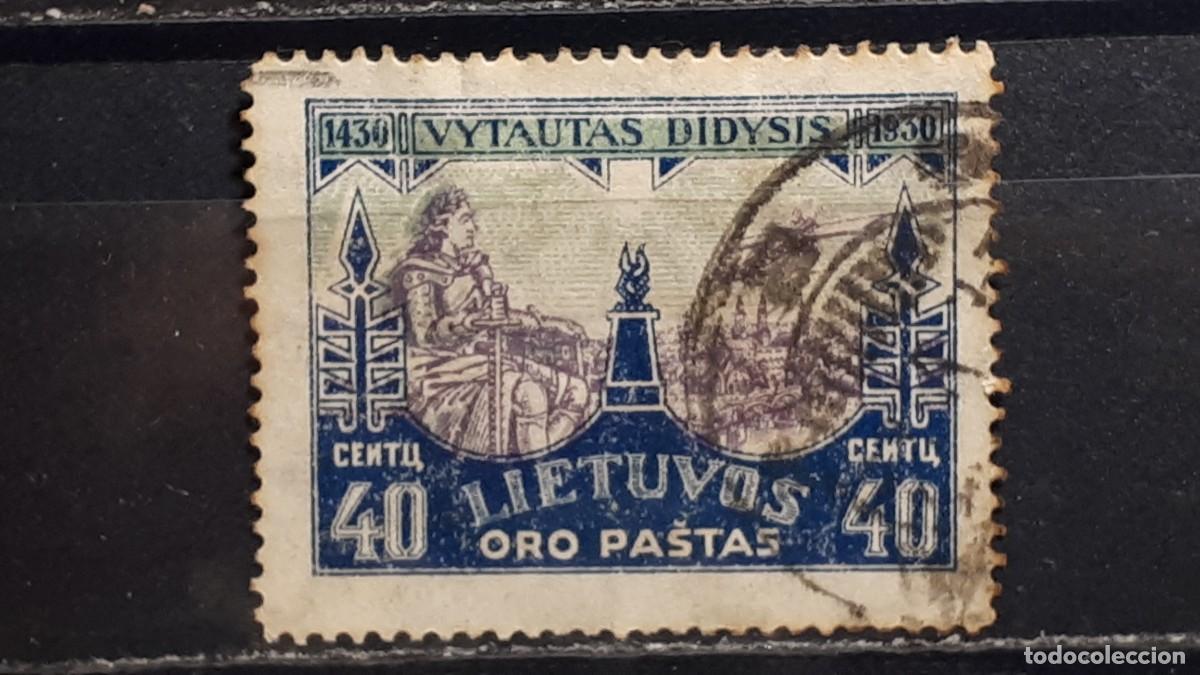 1430 VYTAUTAS DIDYSIS 1930
CENTŲ CENTŲ
40 LIETUVOS 40
ORO PAŠTAS
todocoleccion